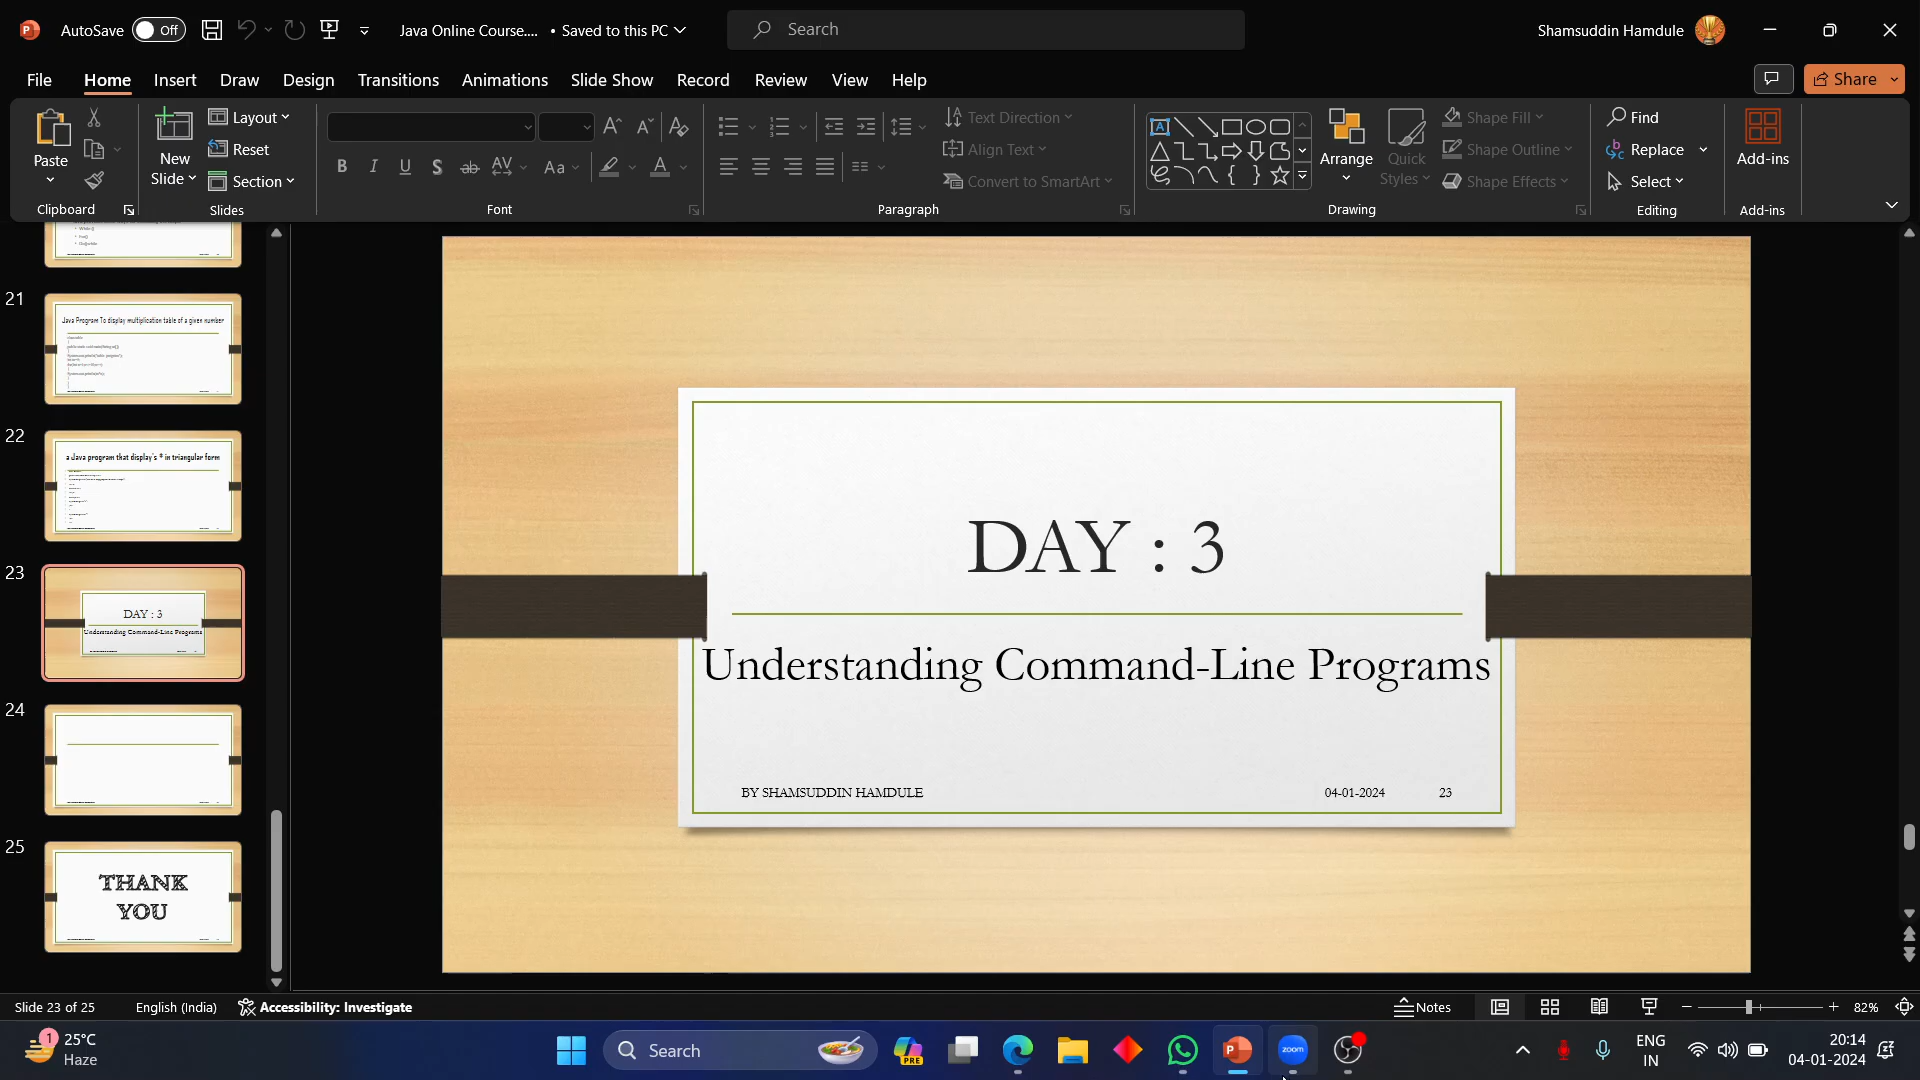 AutoSave Off Java Online Course.... • Saved to this PC Search Shamsuddin Hamdule
File Home Insert Draw Design Transitions Animations Slide Show Record Review View Help Share
Paste New Slide Layout Reset Section
Clipboard Slides Font Paragraph Drawing Editing Add-ins
Text Direction Align Text Convert to SmartArt
Arrange Quick Styles Shape Fill Shape Outline Shape Effects
Find Replace Select Add-ins
21
Java Program To display multiplication table of a given number
22
a Java program that display's * in triangular form
23
DAY : 3
Understanding Command-Line Programs
24
25
THANK
YOU
DAY : 3
Understanding Command-Line Programs
BY SHAMSUDDIN HAMDULE 04-01-2024 23
Slide 23 of 25 English (India) Accessibility: Investigate Notes 82%
1 25°C
Haze
Search PRE zoom
ENG
IN
20:14
04-01-2024